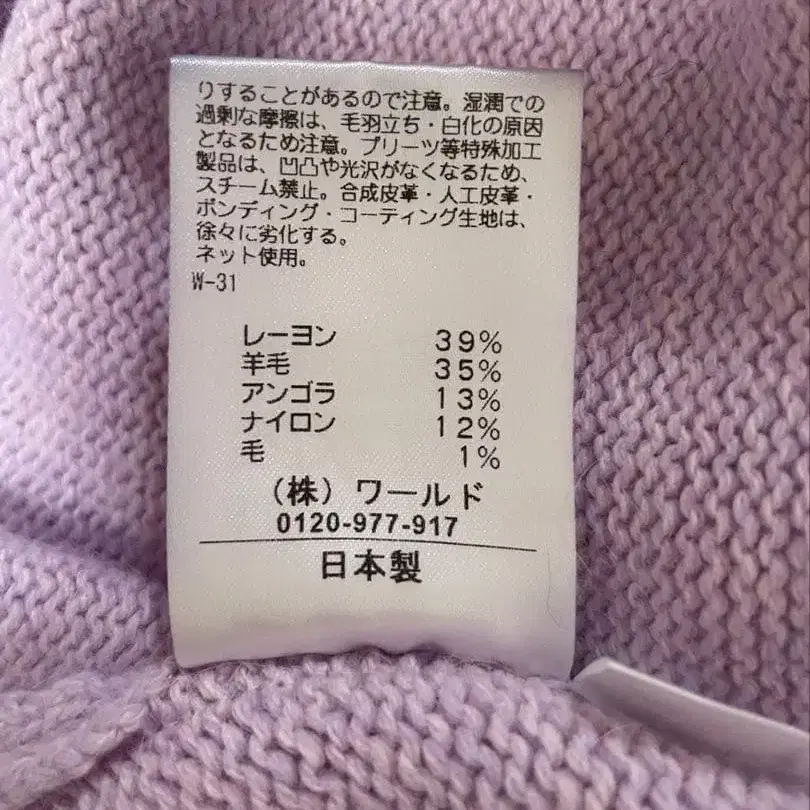 りすることがあるので注意。湿潤での
過剰な摩擦は、毛羽立ち・白化の原因
となるため注意。プリーツ等特殊加工
製品は、凹凸や光沢がなくなるため、
スチーム禁止。合成皮革・人工皮革・
ボンディング・コーティング生地は、
徐々に劣化する。
ネット使用。
W-31
レーヨン 39%
羊毛 35%
アンゴラ 13%
ナイロン 12%
毛 1%
（株）ワールド
0120-977-917
日本製